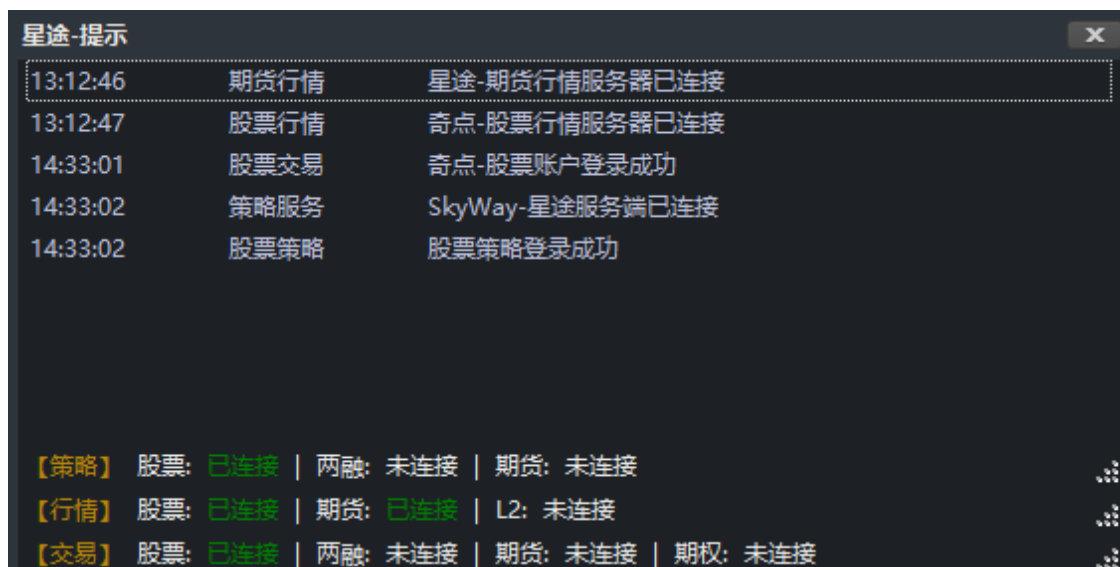 星途-提示
13:12:46 期货行情 星途-期货行情服务器已连接
13:12:47 股票行情 奇点-股票行情服务器已连接
14:33:01 股票交易 奇点-股票账户登录成功
14:33:02 策略服务 SkyWay-星途服务端已连接
14:33:02 股票策略 股票策略登录成功
【策略】 股票: 已连接 | 两融: 未连接 | 期货: 未连接
【行情】 股票: 已连接 | 期货: 已连接 | L2: 未连接
【交易】 股票: 已连接 | 两融: 未连接 | 期货: 未连接 | 期权: 未连接